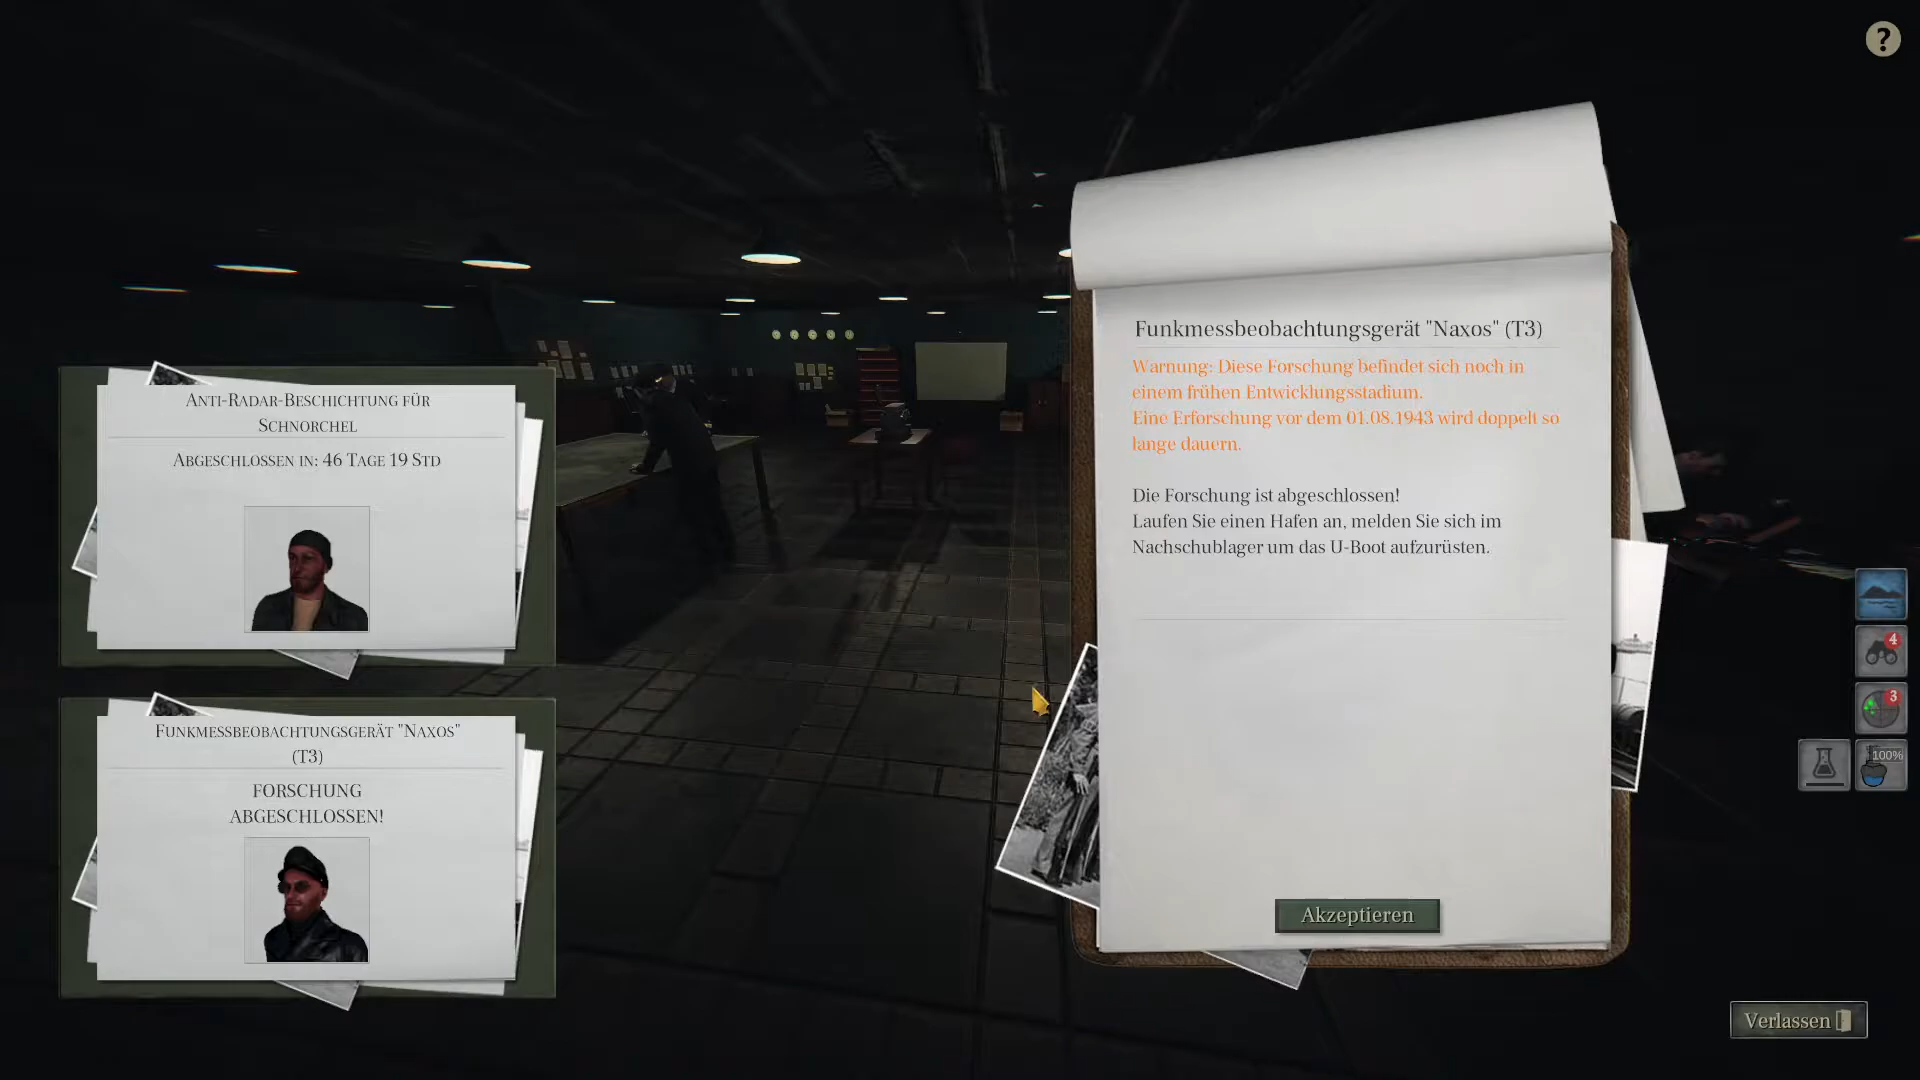 Anti-Radar-Beschichtung für
Schnorchel
Abgeschlossen in: 46 Tage 19 Std
Funkmessbeobachtungsgerät "Naxos"
(T3)
FORSCHUNG
ABGESCHLOSSEN!
Funkmessbeobachtungsgerät "Naxos" (T3)
Warnung: Diese Forschung befindet sich noch in
einem frühen Entwicklungsstadium.
Eine Erforschung vor dem 01.08.1943 wird doppelt so
lange dauern.
Die Forschung ist abgeschlossen!
Laufen Sie einen Hafen an, melden Sie sich im
Nachschublager um das U-Boot aufzurüsten.
Akzeptieren
?
4
3
100%
Verlassen